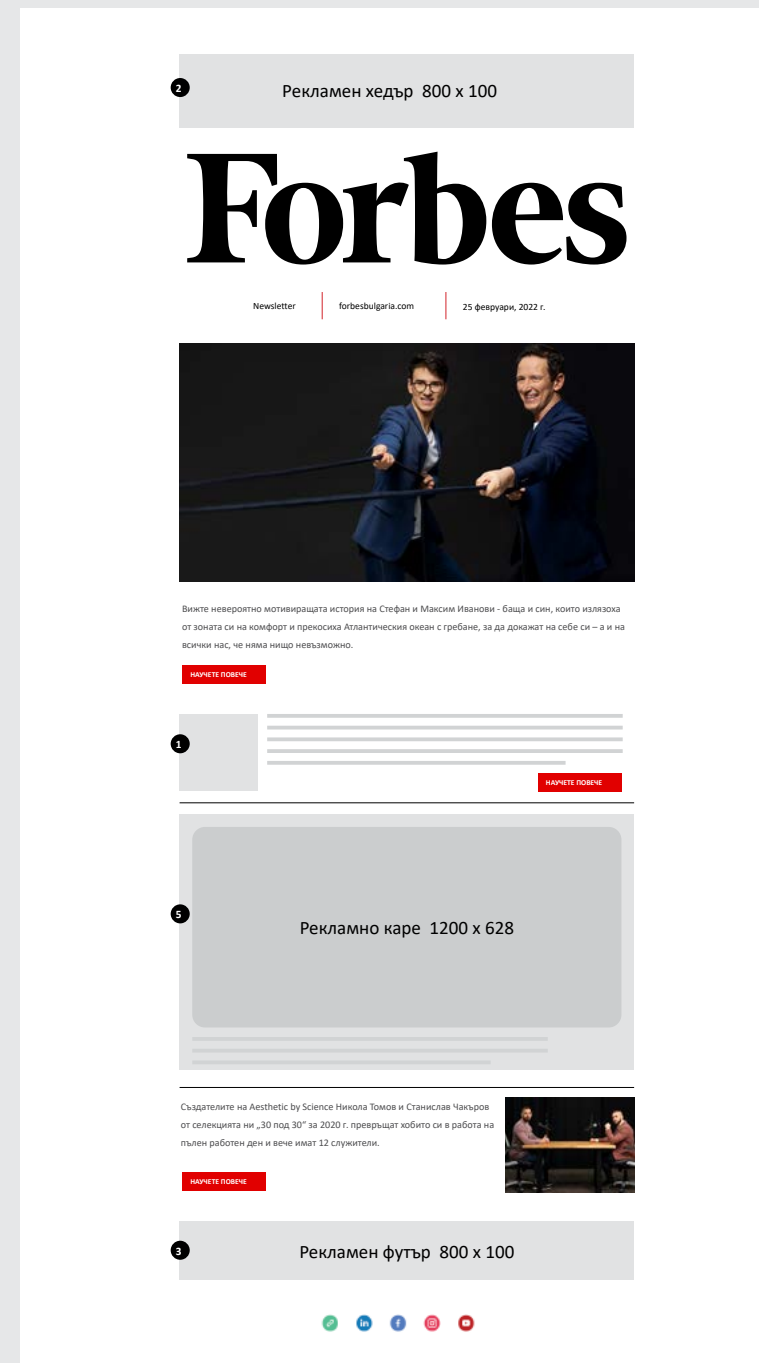 2
Рекламен хедър 800 x 100
Forbes
Newsletter
forbesbulgaria.com
25 февруари, 2022 г.
Вижте невероятно мотивиращата история на Стефан и Максим Иванови - баща и син, които излязоха
от зоната си на комфорт и прекосиха Атлантическия океан с гребане, за да докажат на себе си – а и на
всички нас, че няма нищо невъзможно.
НАУЧЕТЕ ПОВЕЧЕ
1
НАУЧЕТЕ ПОВЕЧЕ
5
Рекламно каре 1200 x 628
Създателите на Aesthetic by Science Никола Томов и Станислав Чакъров
от селекцията ни „30 под 30“ за 2020 г. превръщат хобито си в работа на
пълен работен ден и вече имат 12 служители.
НАУЧЕТЕ ПОВЕЧЕ
3
Рекламен футър 800 x 100